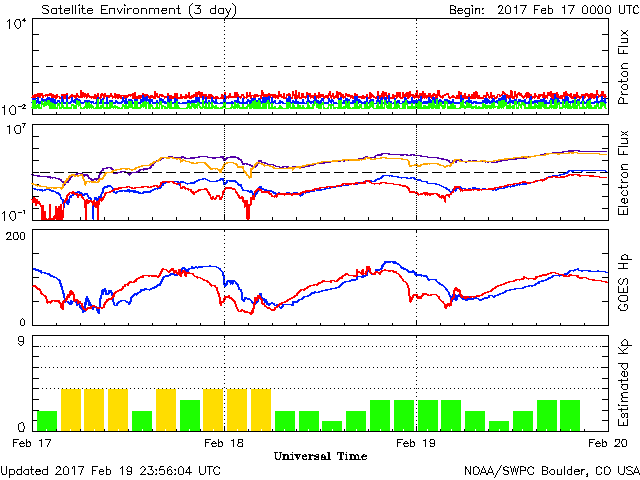 Satellite Environment (3 day) Begin: 2017 Feb 17 0000 UTC
10⁴
10⁻²
Proton Flux
10⁷
10⁻¹
Electron Flux
200
100
0
GOES Hp
9
0
Estimated Kp
Feb 17 Feb 18 Feb 19 Feb 20
Universal Time
Updated 2017 Feb 19 23:56:04 UTC NOAA/SWPC Boulder, CO USA